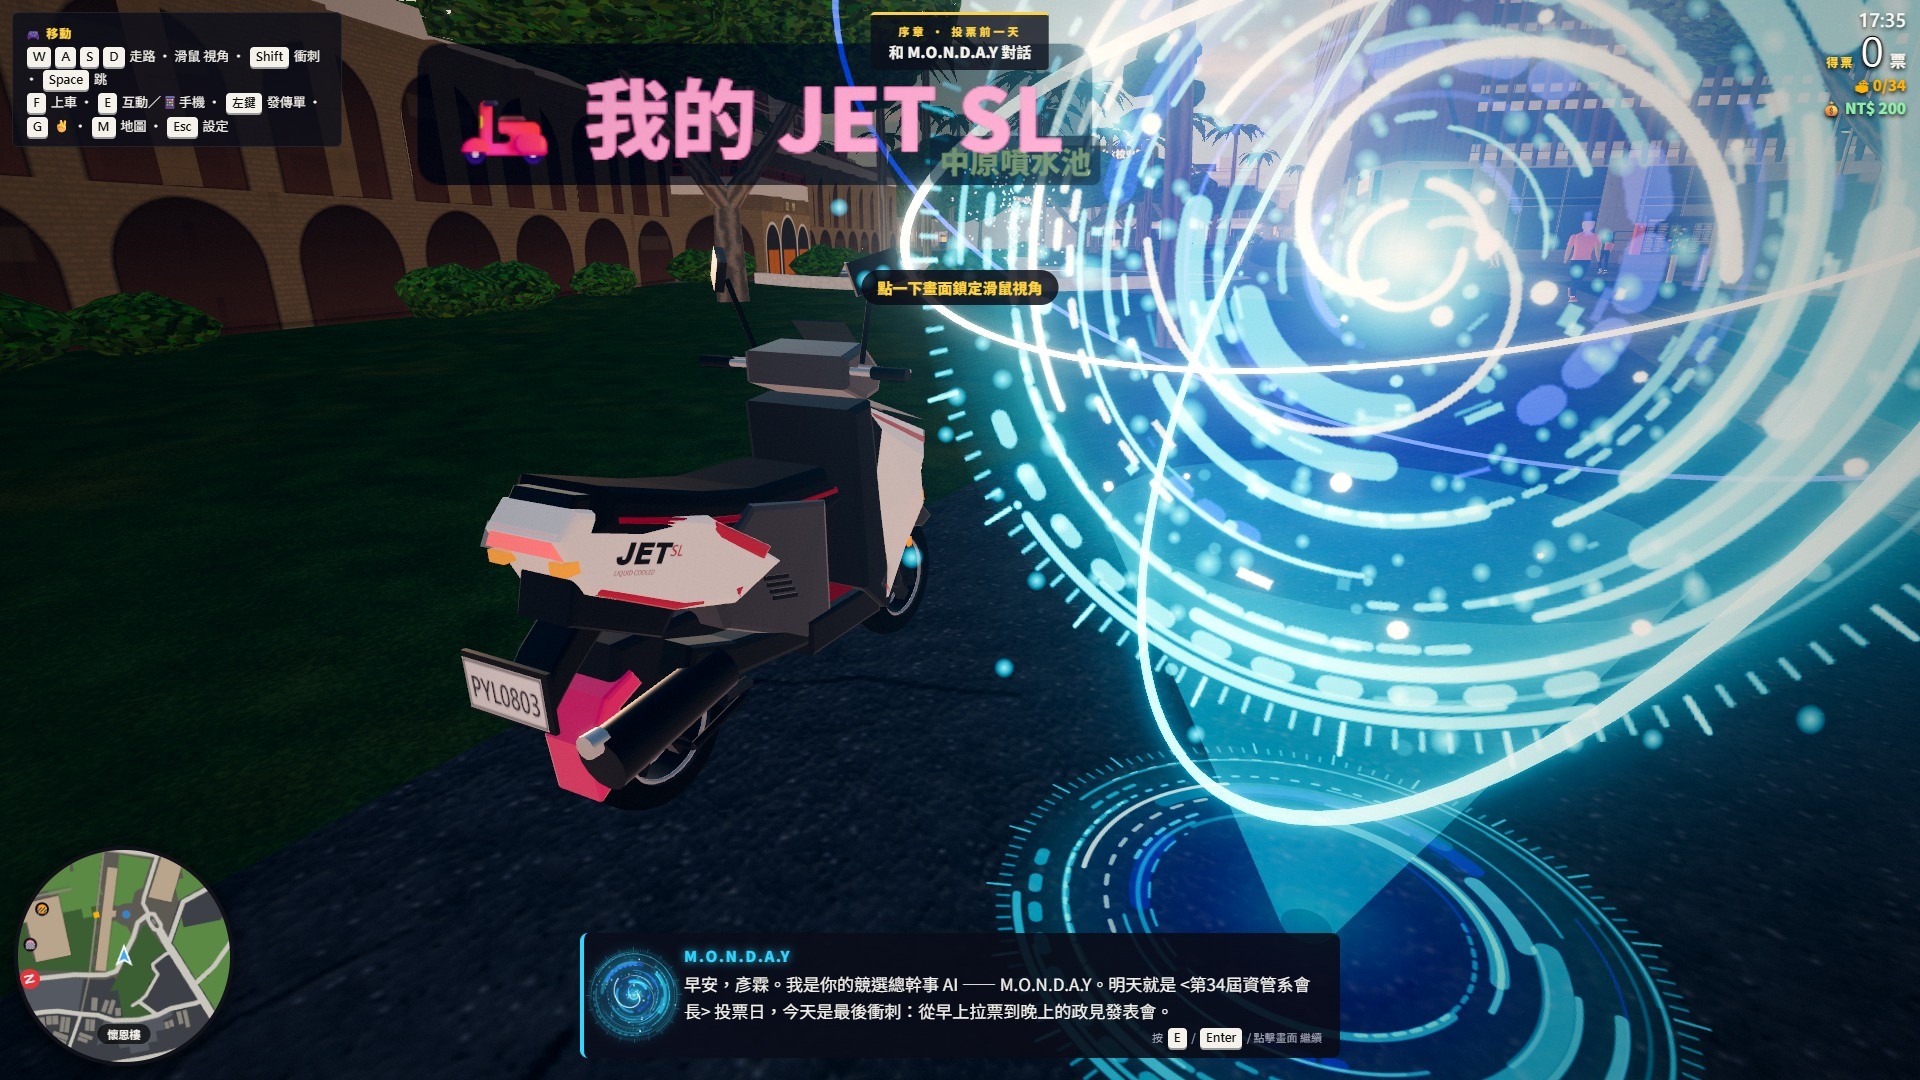 移動
W A S D 走路・滑鼠 視角・ Shift 衝刺
・ Space 跳
F 上車・ E 互動／ 手機・ 左鍵 發傳單・
G ・ M 地圖・ Esc 設定
序章・投票前一天
和 M.O.N.D.A.Y 對話
17:35
得票 0 票
0/34
NT$ 200
我的 JET SL
中原噴水池
點一下畫面鎖定滑鼠視角
JET SL
LIQUID COOLED
PYL0803
N
懷恩樓
M.O.N.D.A.Y
早安，彥霖。我是你的競選總幹事 AI —— M.O.N.D.A.Y。明天就是 <第34屆資管系會
長> 投票日，今天是最後衝刺：從早上拉票到晚上的政見發表會。
按 E / Enter / 點擊畫面 繼續